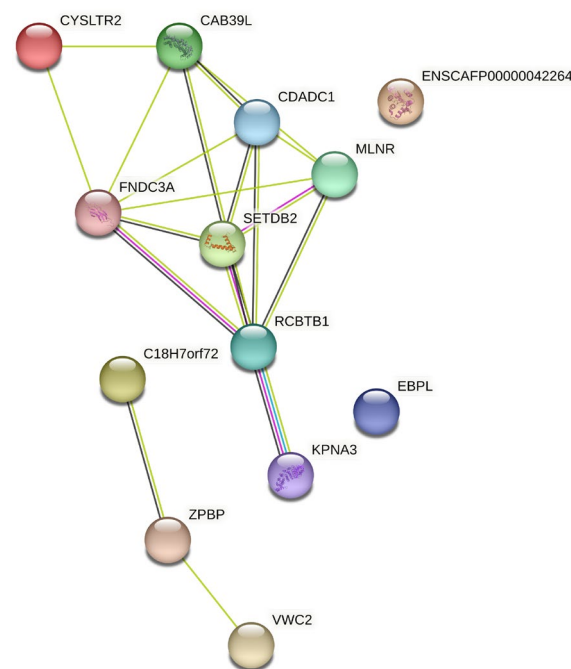 CYSLTR2
CAB39L
ENSCAFP00000042264
CDADC1
MLNR
FNDC3A
SETDB2
RCBTB1
C18H7orf72
EBPL
KPNA3
ZPBP
VWC2